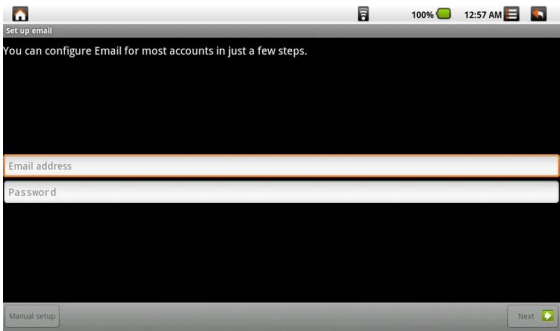 100% 12:57 AM
Set up email
You can configure Email for most accounts in just a few steps.
Email address
Password
Manual setup Next